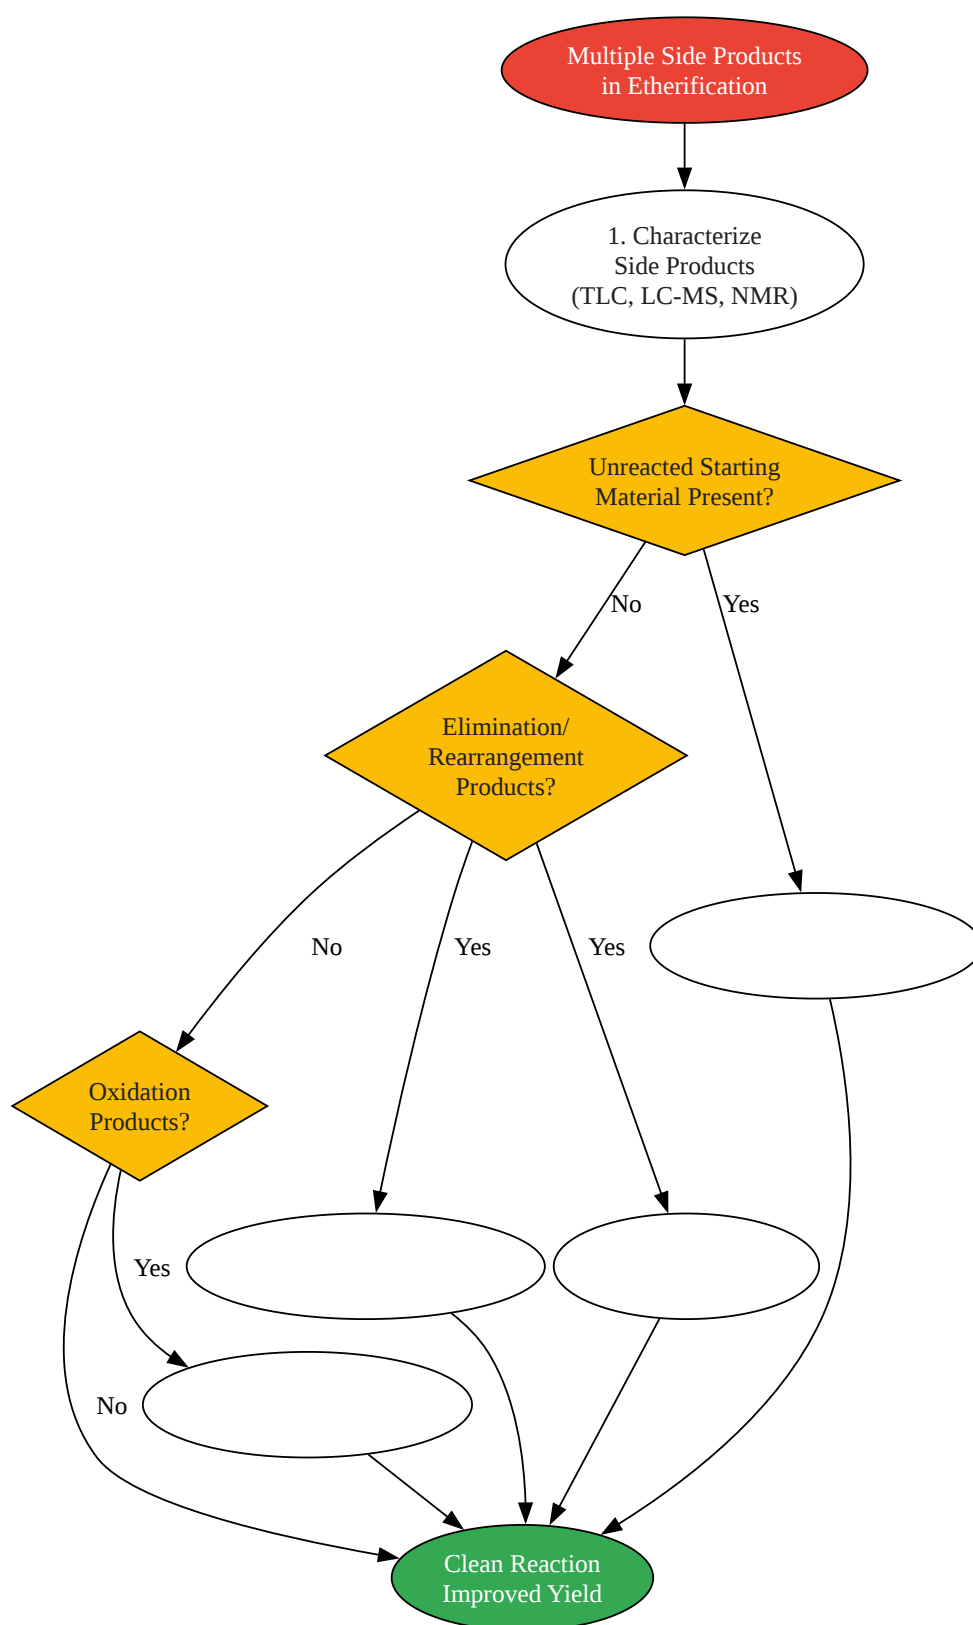 Multiple Side Products
in Etherification
1. Characterize
Side Products
(TLC, LC-MS, NMR)
Unreacted Starting
Material Present?
No
Yes
Elimination/
Rearrangement
Products?
No
Yes
Yes
Oxidation
Products?
Yes
No
Clean Reaction
Improved Yield